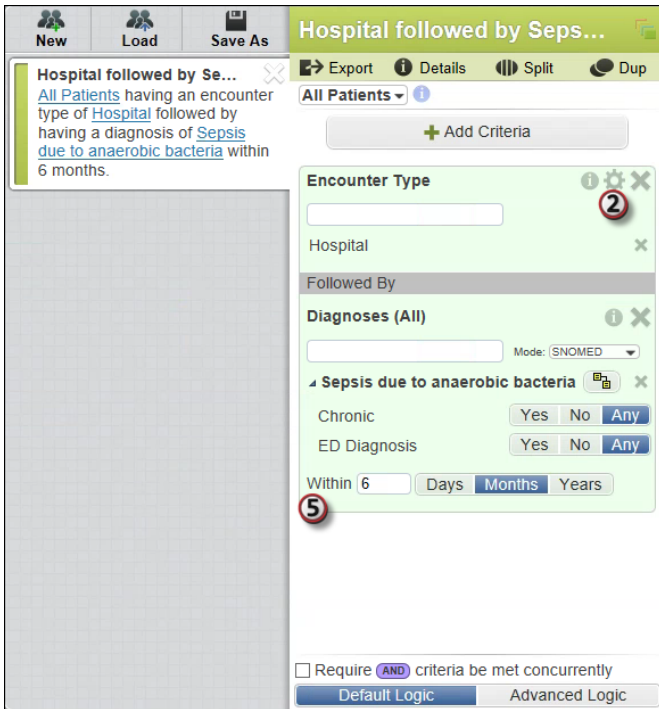 New Load Save As
Hospital followed by Se...
All Patients having an encounter
type of Hospital followed by
having a diagnosis of Sepsis
due to anaerobic bacteria within
6 months.
Hospital followed by Seps...
Export Details Split Dup
All Patients
Add Criteria
Encounter Type
2
Hospital
Followed By
Diagnoses (All)
Mode: SNOMED
Sepsis due to anaerobic bacteria
Chronic Yes No Any
ED Diagnosis Yes No Any
Within 6 Days Months Years
5
Require AND criteria be met concurrently
Default Logic Advanced Logic